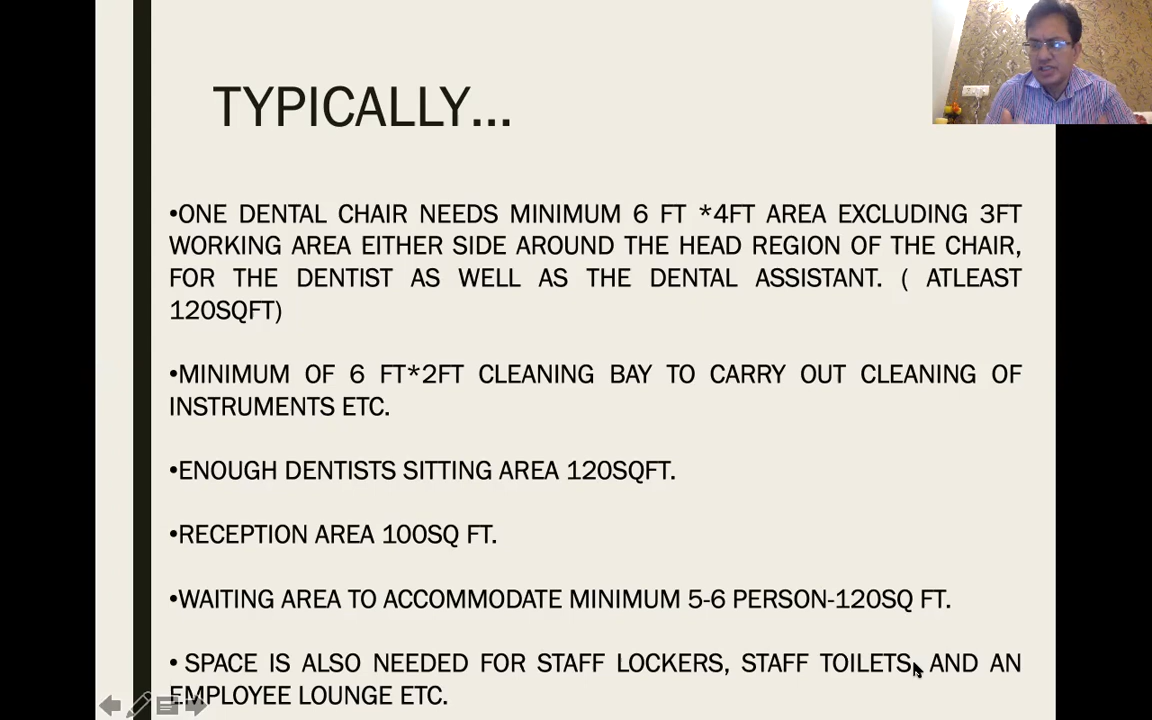 TYPICALLY...
•ONE DENTAL CHAIR NEEDS MINIMUM 6 FT *4FT AREA EXCLUDING 3FT
WORKING AREA EITHER SIDE AROUND THE HEAD REGION OF THE CHAIR,
FOR THE DENTIST AS WELL AS THE DENTAL ASSISTANT. ( ATLEAST
120SQFT)
•MINIMUM OF 6 FT*2FT CLEANING BAY TO CARRY OUT CLEANING OF
INSTRUMENTS ETC.
•ENOUGH DENTISTS SITTING AREA 120SQFT.
•RECEPTION AREA 100SQ FT.
•WAITING AREA TO ACCOMMODATE MINIMUM 5-6 PERSON-120SQ FT.
• SPACE IS ALSO NEEDED FOR STAFF LOCKERS, STAFF TOILETS, AND AN
EMPLOYEE LOUNGE ETC.